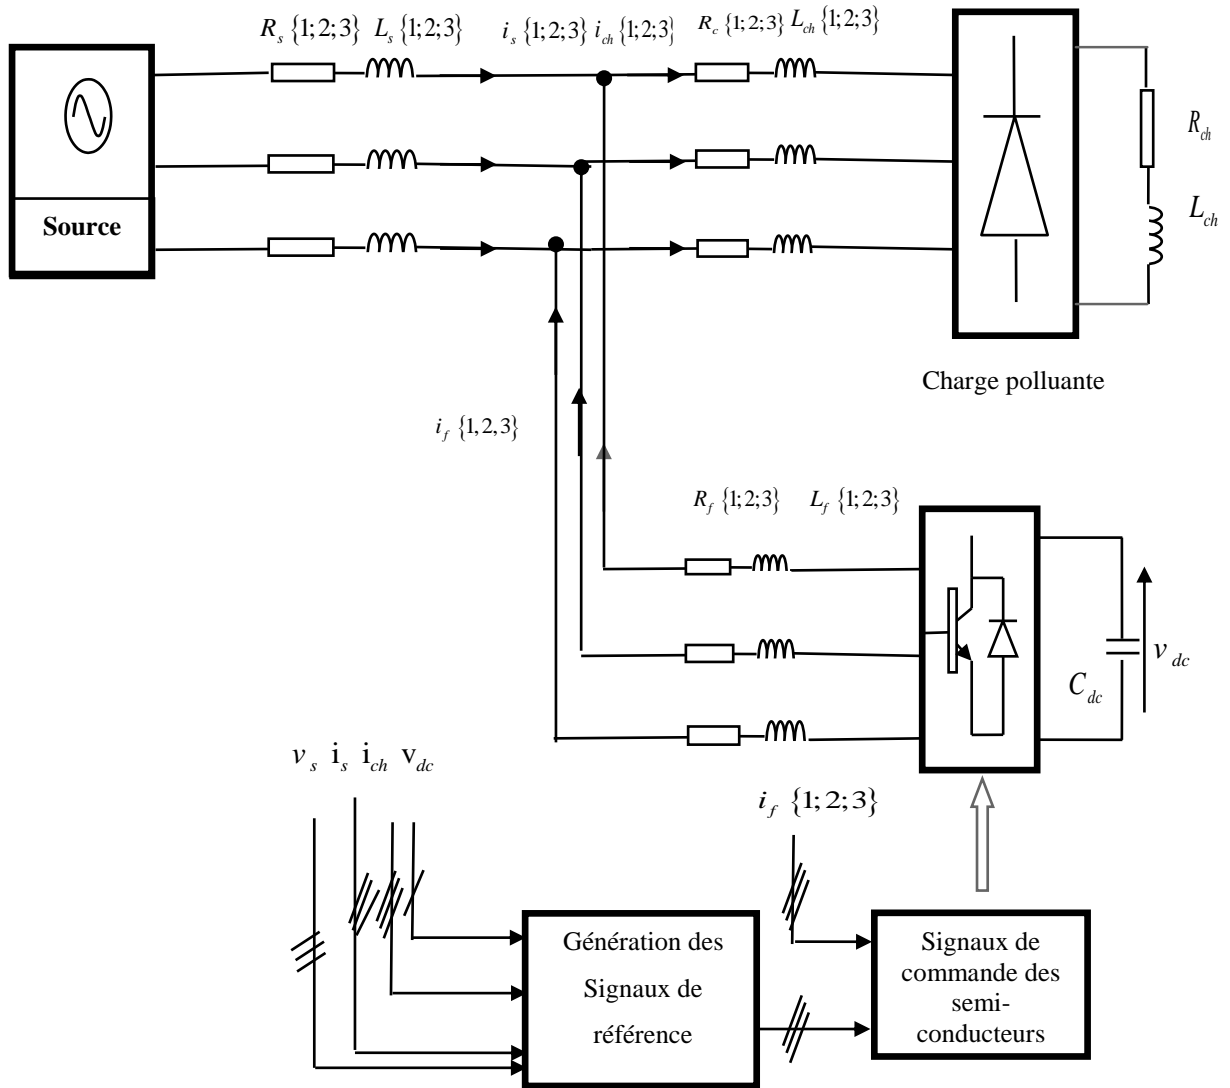 R_s {1;2;3} L_s {1;2;3} i_s {1;2;3} i_ch {1;2;3} R_c {1;2;3} L_ch {1;2;3}
Source
R_ch
L_ch
Charge polluante
i_f {1,2,3}
R_f {1;2;3} L_f {1;2;3}
C_dc
v_dc
v_s i_s i_ch v_dc
i_f {1;2;3}
Génération des
Signaux de
référence
Signaux de
commande des
semi-
conducteurs